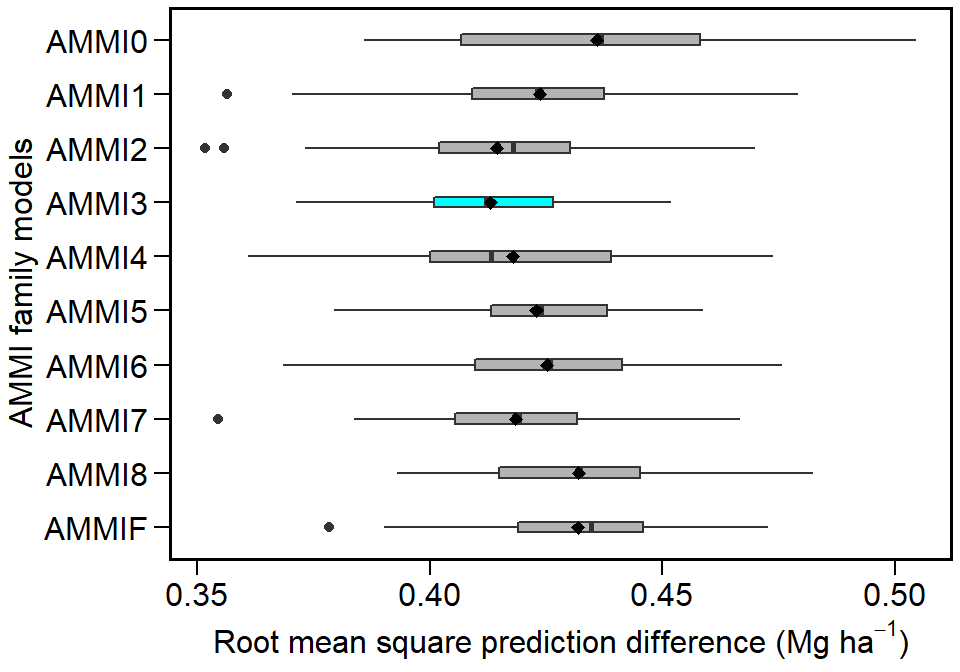 AMMI family models
AMMI0
AMMI1
AMMI2
AMMI3
AMMI4
AMMI5
AMMI6
AMMI7
AMMI8
AMMIF
0.35 0.40 0.45 0.50
Root mean square prediction difference (Mg ha⁻¹)